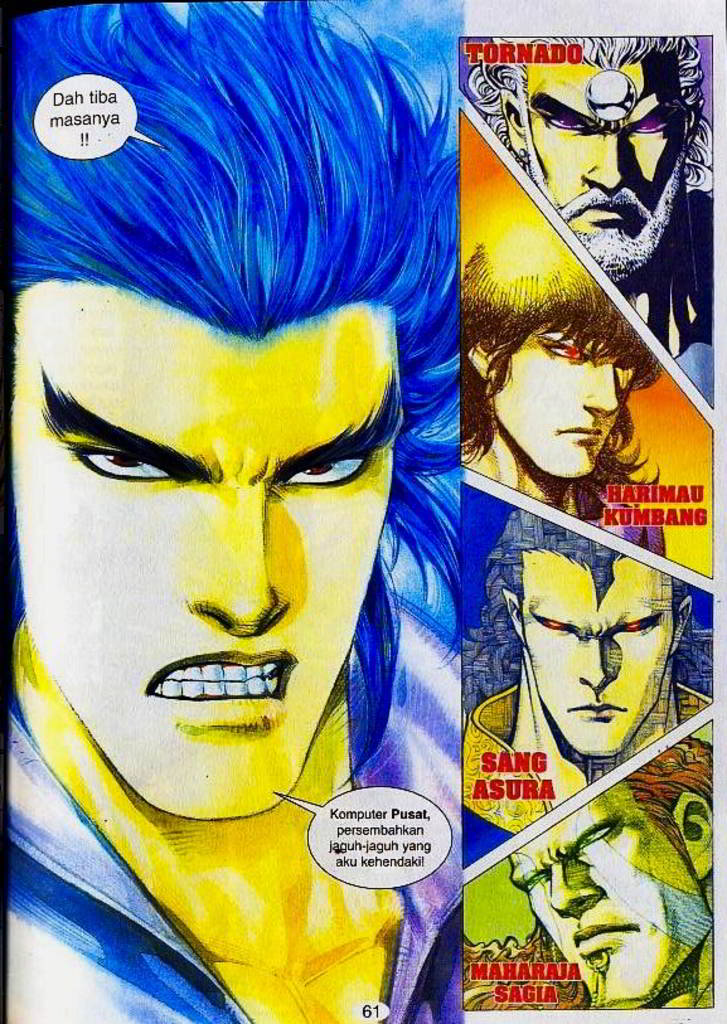 Dah tiba
masanya
!!
TORNADO
HARIMAU
KUMBANG
SANG
ASURA
Komputer Pusat,
persembahkan
jaguh-jaguh yang
aku kehendaki!
MAHARAJA
SAGIA
61